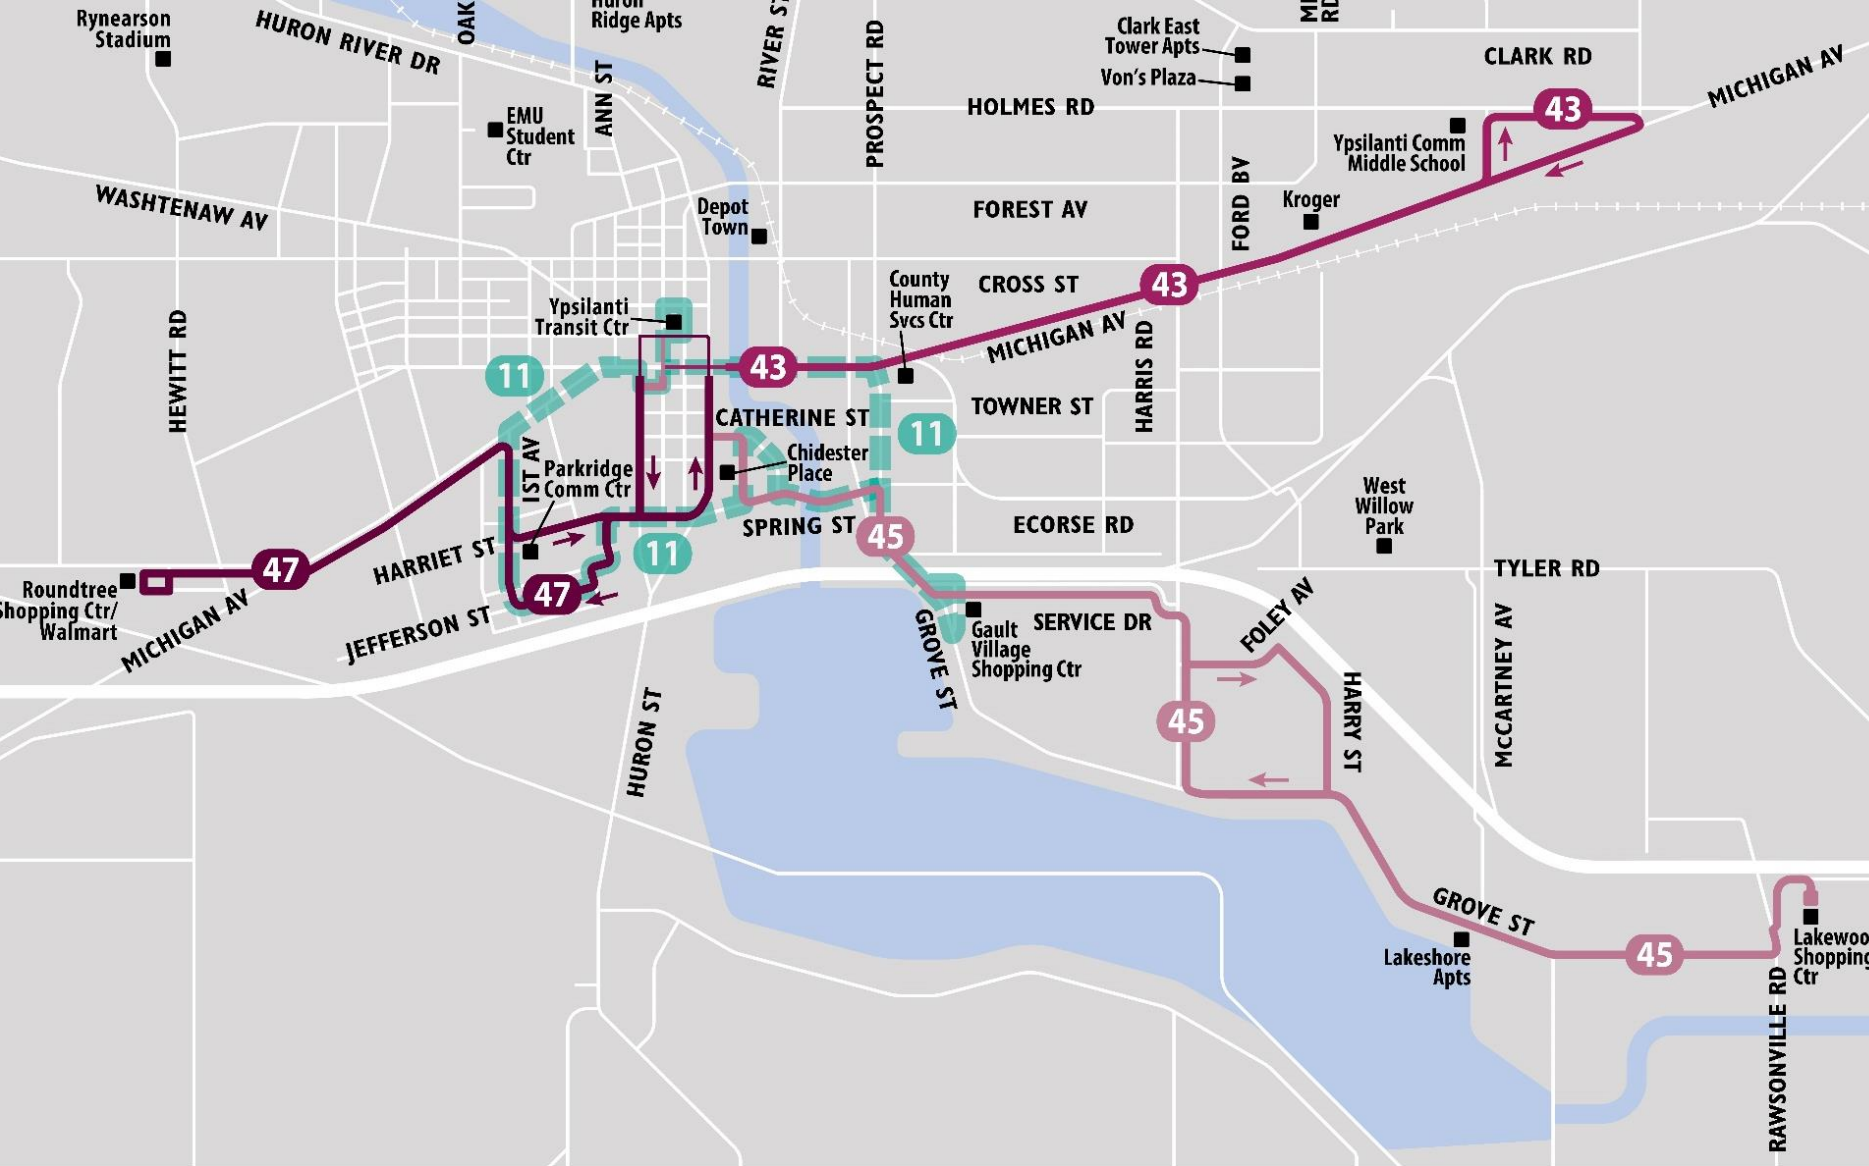 Rynearson
Stadium
HURON RIVER DR
OAK
Huron
Ridge Apts
ANN ST
RIVER ST
PROSPECT RD
Clark East
Tower Apts
Von's Plaza
RD
CLARK RD
MICHIGAN AV
HOLMES RD
43
EMU
Student
Ctr
Ypsilanti Comm
Middle School
WASHTENAW AV
Depot
Town
FOREST AV
FORD BV
Kroger
County
Human
Svcs Ctr
CROSS ST
43
MICHIGAN AV
HARRIS RD
HEWITT RD
Ypsilanti
Transit Ctr
11
43
TOWNER ST
CATHERINE ST
11
1ST AV
Parkridge
Comm Ctr
Chidester
Place
West
Willow
Park
SPRING ST
ECORSE RD
45
HARRIET ST
11
47
47
Roundtree
Shopping Ctr/
Walmart
MICHIGAN AV
JEFFERSON ST
TYLER RD
FOLEY AV
GROVE ST
Gault
Village
Shopping Ctr
SERVICE DR
McCARTNEY AV
HURON ST
45
HARRY ST
GROVE ST
Lakeshore
Apts
45
Lakewoo
Shopping
Ctr
RAWSONVILLE RD